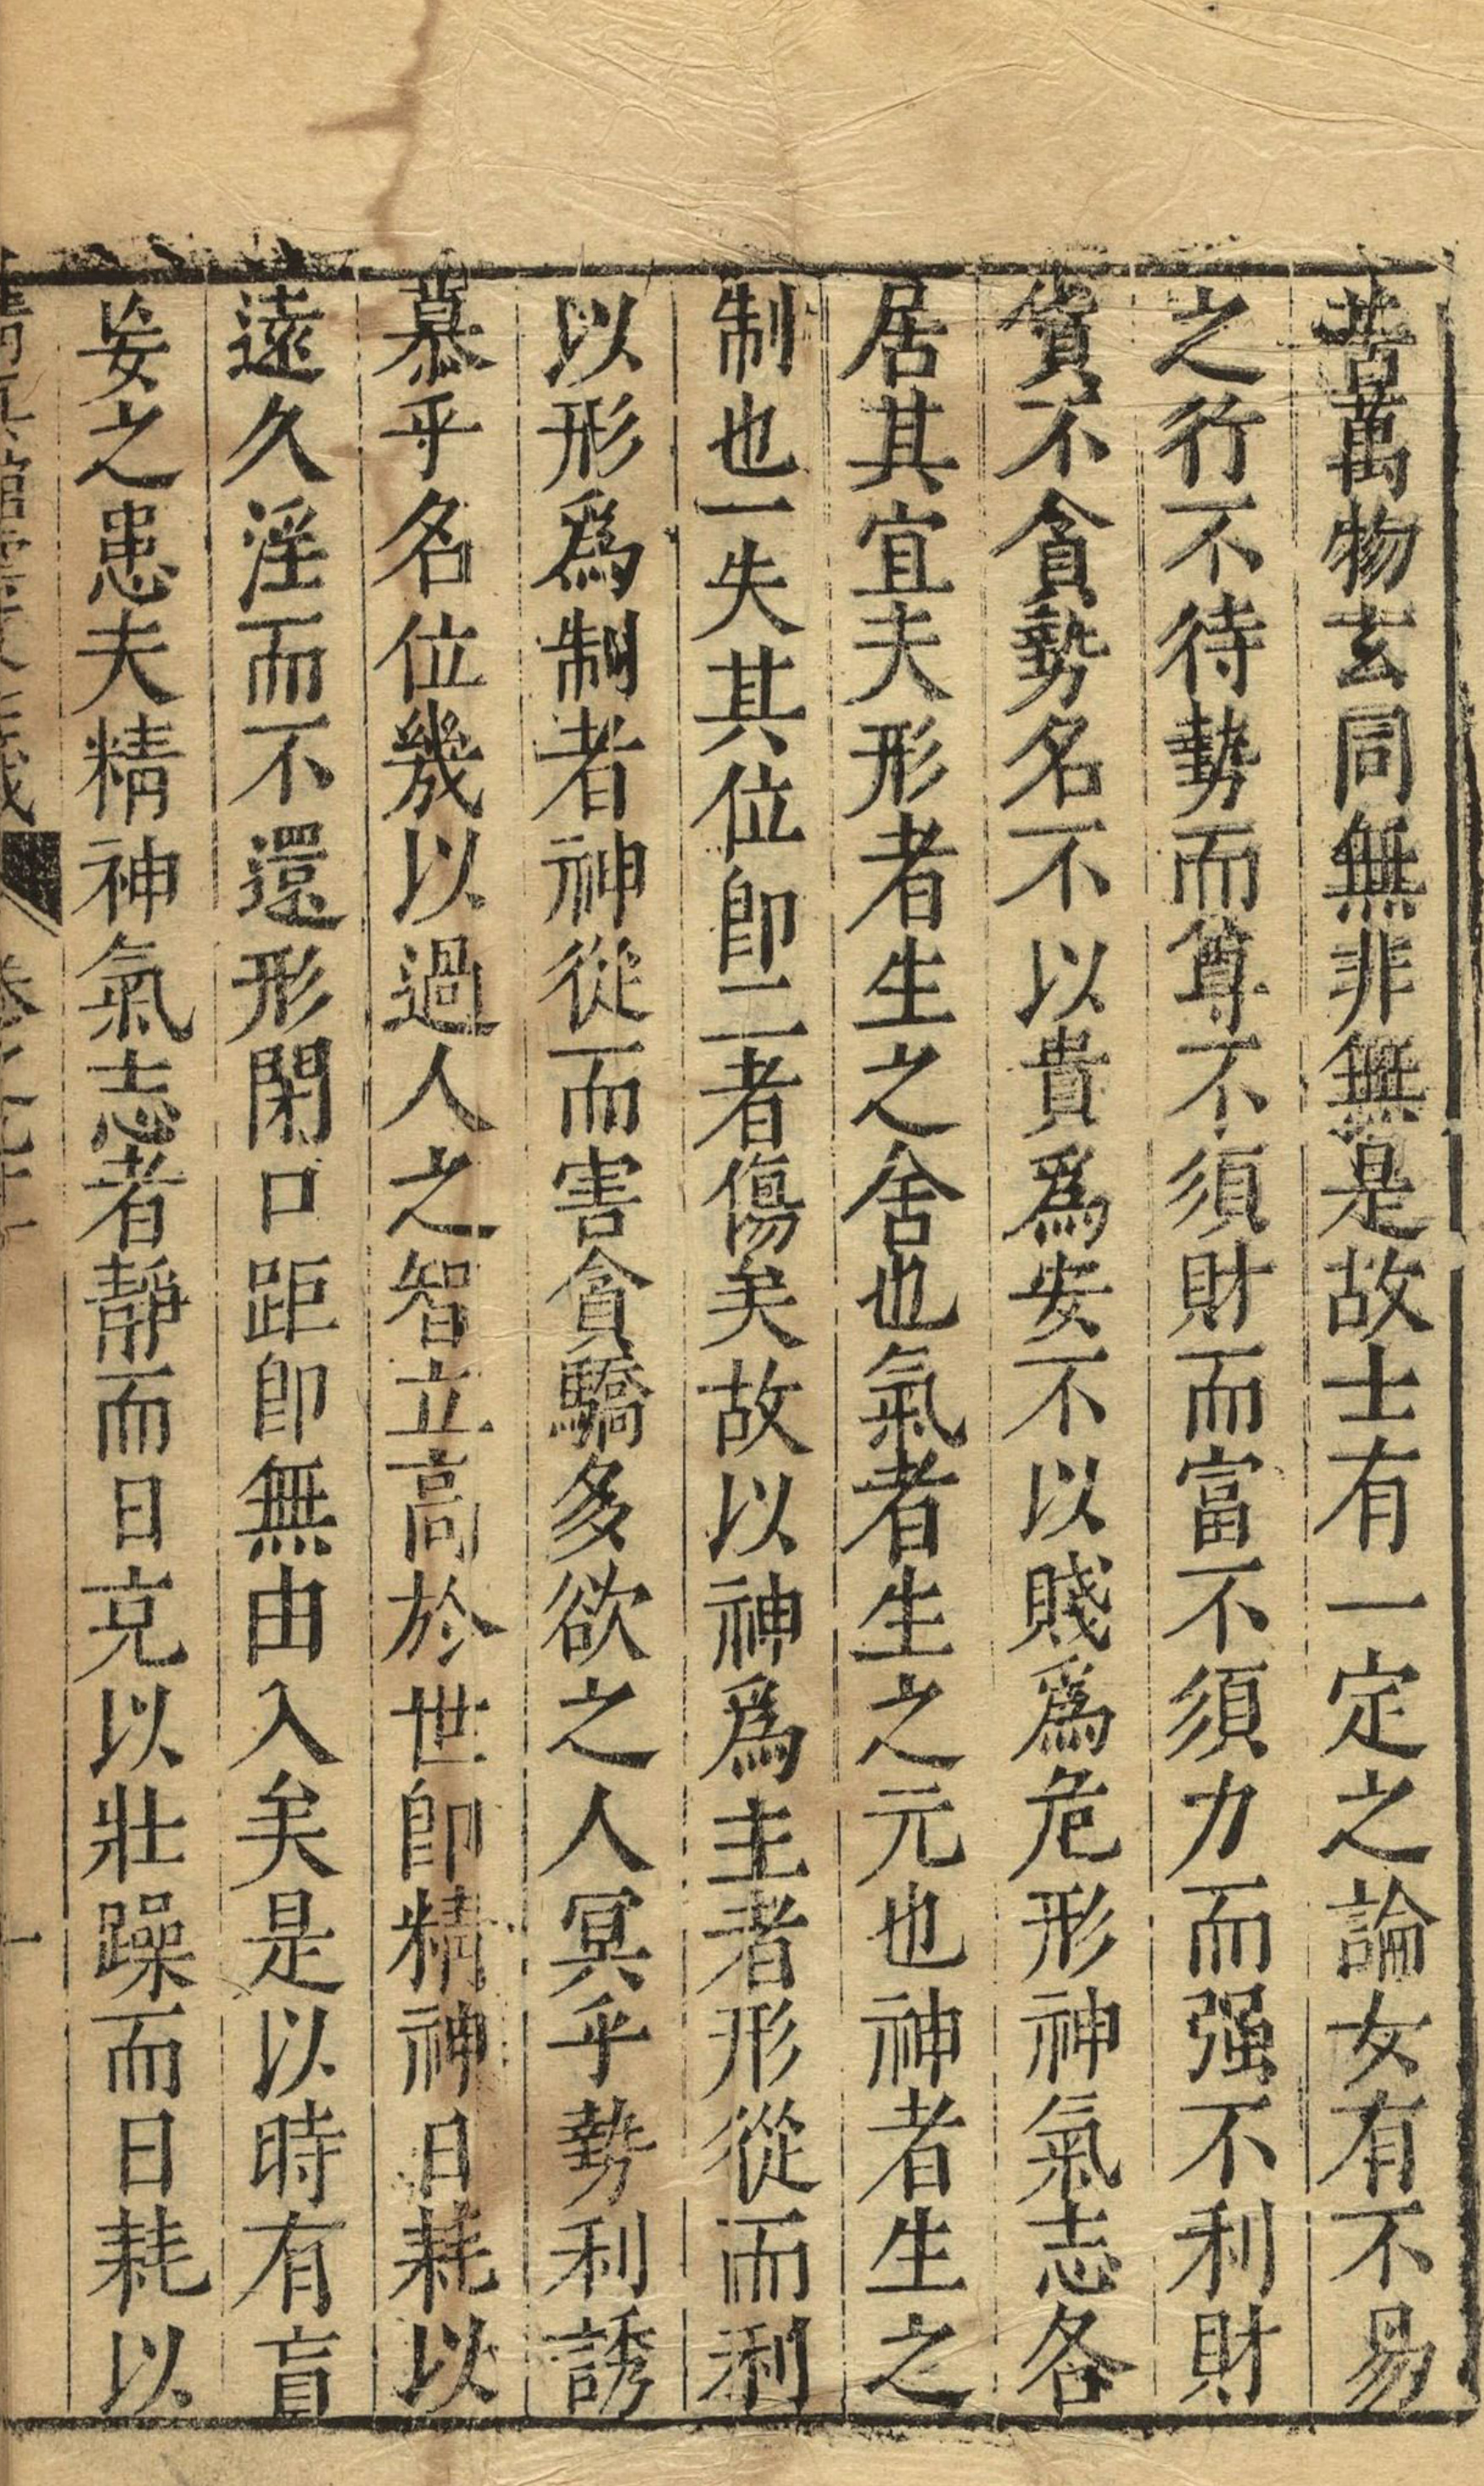 昔萬物玄同無非無是故士有一定之論女有不易
之行不待勢而尊不須財而富不須力而强不利財
貨不貪勢名不以貴爲安不以賤爲危形神氣志各
居其宜夫形者生之舍也氣者生之元也神者生之
制也一失其位卽二者傷矣故以神爲主者形從而利
以形爲制者神從而害貪驕多欲之人冥乎勢利誘
慕乎名位幾以過人之智立高於世卽精神日耗以
遠久淫而不還形閉口距卽無由入矣是以時有盲
妄之患夫精神氣志者靜而日充以壯躁而日耗以